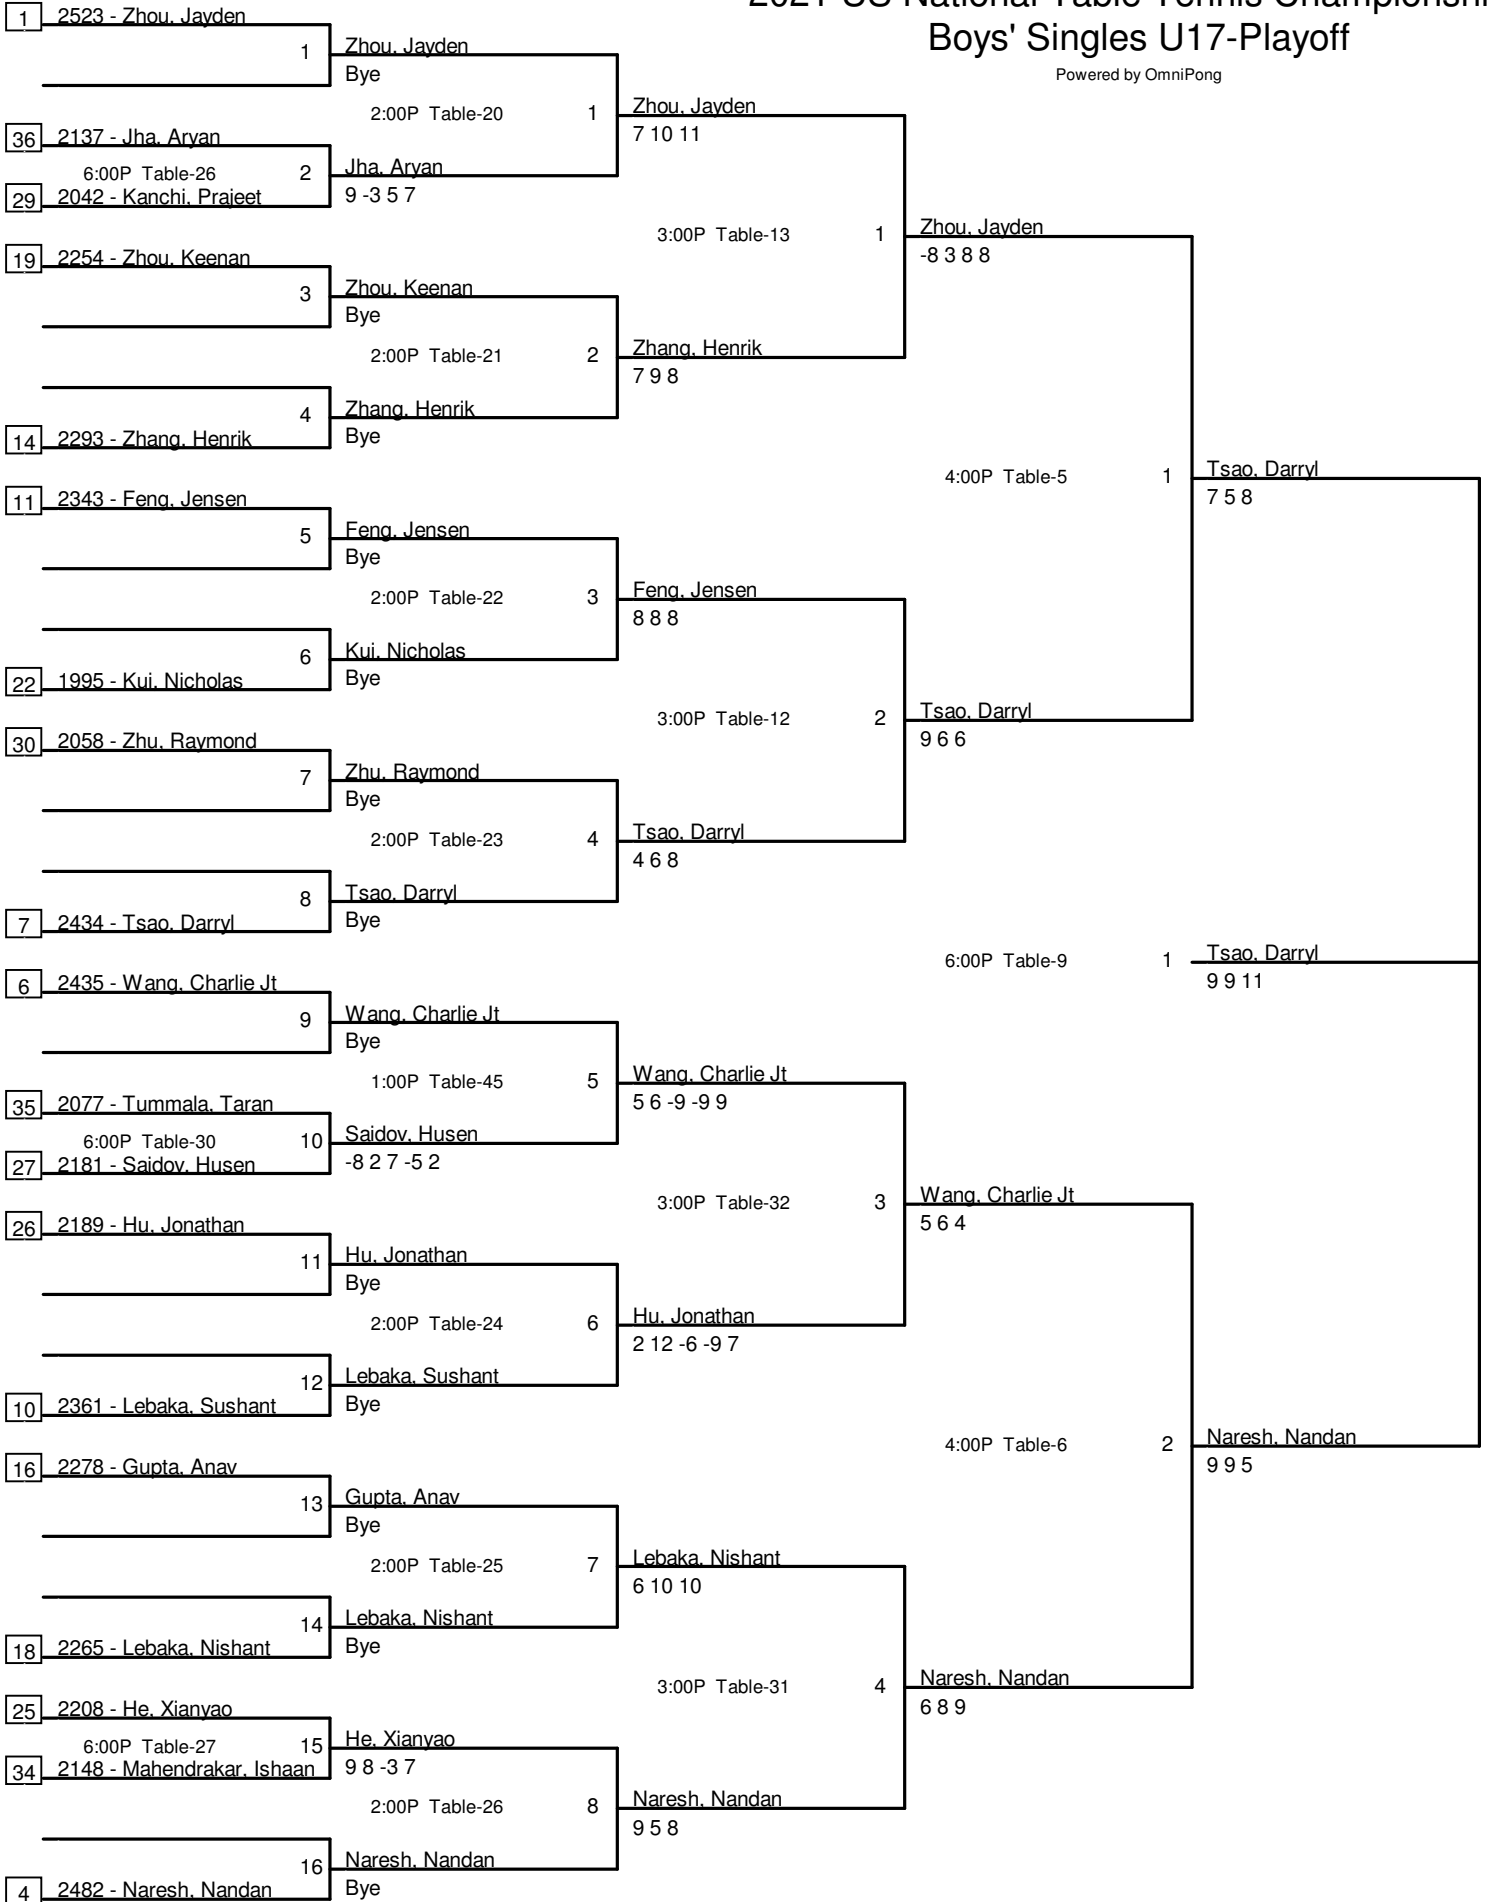 2021 US National Table Tennis Championshi
Boys' Singles U17-Playoff
Powered by OmniPong
1 2523 - Zhou, Jayden
1 Zhou, Jayden
Bye
2:00P Table-20 1 Zhou, Jayden
7 10 11
36 2137 - Jha, Aryan
6:00P Table-26 2 Jha, Aryan
29 2042 - Kanchi, Prajeet 9 -3 5 7
3:00P Table-13 1 Zhou, Jayden
-8 3 8 8
19 2254 - Zhou, Keenan
3 Zhou, Keenan
Bye
2:00P Table-21 2 Zhang, Henrik
7 9 8
4 Zhang, Henrik
14 2293 - Zhang, Henrik Bye
4:00P Table-5 1 Tsao, Darryl
7 5 8
11 2343 - Feng, Jensen
5 Feng, Jensen
Bye
2:00P Table-22 3 Feng, Jensen
8 8 8
6 Kui, Nicholas
22 1995 - Kui, Nicholas Bye
3:00P Table-12 2 Tsao, Darryl
9 6 6
30 2058 - Zhu, Raymond
7 Zhu, Raymond
Bye
2:00P Table-23 4 Tsao, Darryl
4 6 8
8 Tsao, Darryl
7 2434 - Tsao, Darryl Bye
6:00P Table-9 1 Tsao, Darryl
9 9 11
6 2435 - Wang, Charlie Jt
9 Wang, Charlie Jt
Bye
1:00P Table-45 5 Wang, Charlie Jt
5 6 -9 -9 9
35 2077 - Tummala, Taran
6:00P Table-30 10 Saidov, Husen
27 2181 - Saidov, Husen -8 2 7 -5 2
3:00P Table-32 3 Wang, Charlie Jt
5 6 4
26 2189 - Hu, Jonathan
11 Hu, Jonathan
Bye
2:00P Table-24 6 Hu, Jonathan
2 12 -6 -9 7
12 Lebaka, Sushant
10 2361 - Lebaka, Sushant Bye
4:00P Table-6 2 Naresh, Nandan
9 9 5
16 2278 - Gupta, Anav
13 Gupta, Anav
Bye
2:00P Table-25 7 Lebaka, Nishant
6 10 10
14 Lebaka, Nishant
18 2265 - Lebaka, Nishant Bye
3:00P Table-31 4 Naresh, Nandan
6 8 9
25 2208 - He, Xianyao
6:00P Table-27 15 He, Xianyao
34 2148 - Mahendrakar, Ishaan 9 8 -3 7
2:00P Table-26 8 Naresh, Nandan
9 5 8
16 Naresh, Nandan
4 2482 - Naresh, Nandan Bye